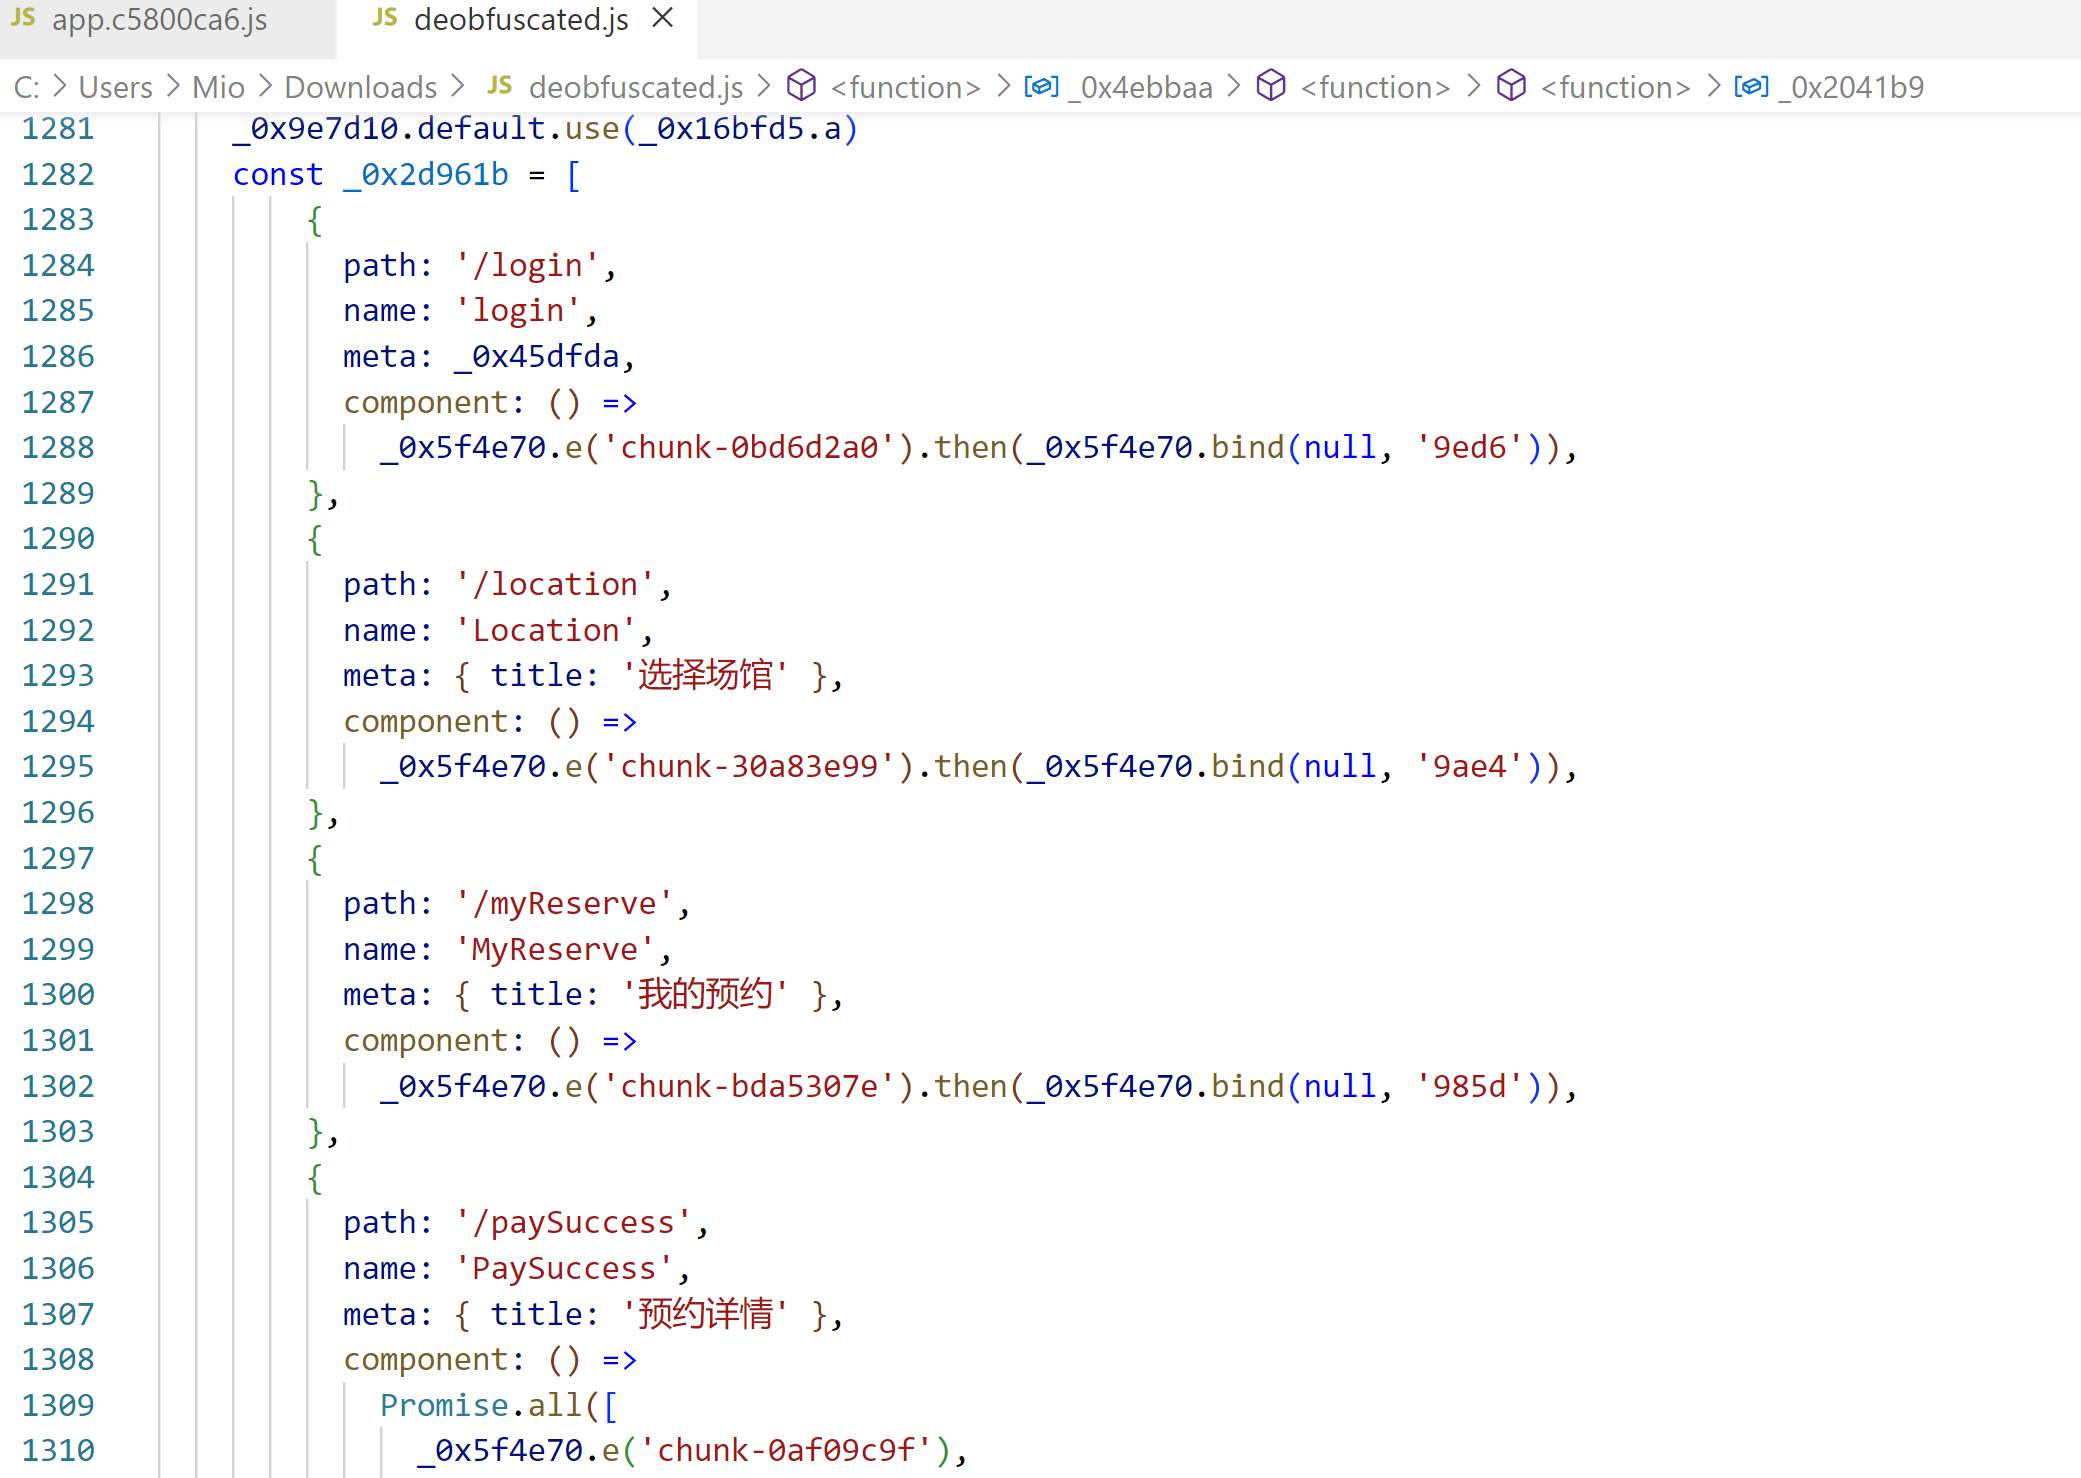 JS app.c5800ca6.js JS deobfuscated.js
C: > Users > Mio > Downloads > JS deobfuscated.js > <function> > _0x4ebbaa > <function> > <function> > _0x2041b9
1281 _0x9e7d10.default.use(_0x16bfd5.a)
1282 const _0x2d961b = [
1283 {
1284 path: '/login',
1285 name: 'login',
1286 meta: _0x45dfda,
1287 component: () =>
1288 _0x5f4e70.e('chunk-0bd6d2a0').then(_0x5f4e70.bind(null, '9ed6')),
1289 },
1290 {
1291 path: '/location',
1292 name: 'Location',
1293 meta: { title: '选择场馆' },
1294 component: () =>
1295 _0x5f4e70.e('chunk-30a83e99').then(_0x5f4e70.bind(null, '9ae4')),
1296 },
1297 {
1298 path: '/myReserve',
1299 name: 'MyReserve',
1300 meta: { title: '我的预约' },
1301 component: () =>
1302 _0x5f4e70.e('chunk-bda5307e').then(_0x5f4e70.bind(null, '985d')),
1303 },
1304 {
1305 path: '/paySuccess',
1306 name: 'PaySuccess',
1307 meta: { title: '预约详情' },
1308 component: () =>
1309 Promise.all([
1310 _0x5f4e70.e('chunk-0af09c9f'),